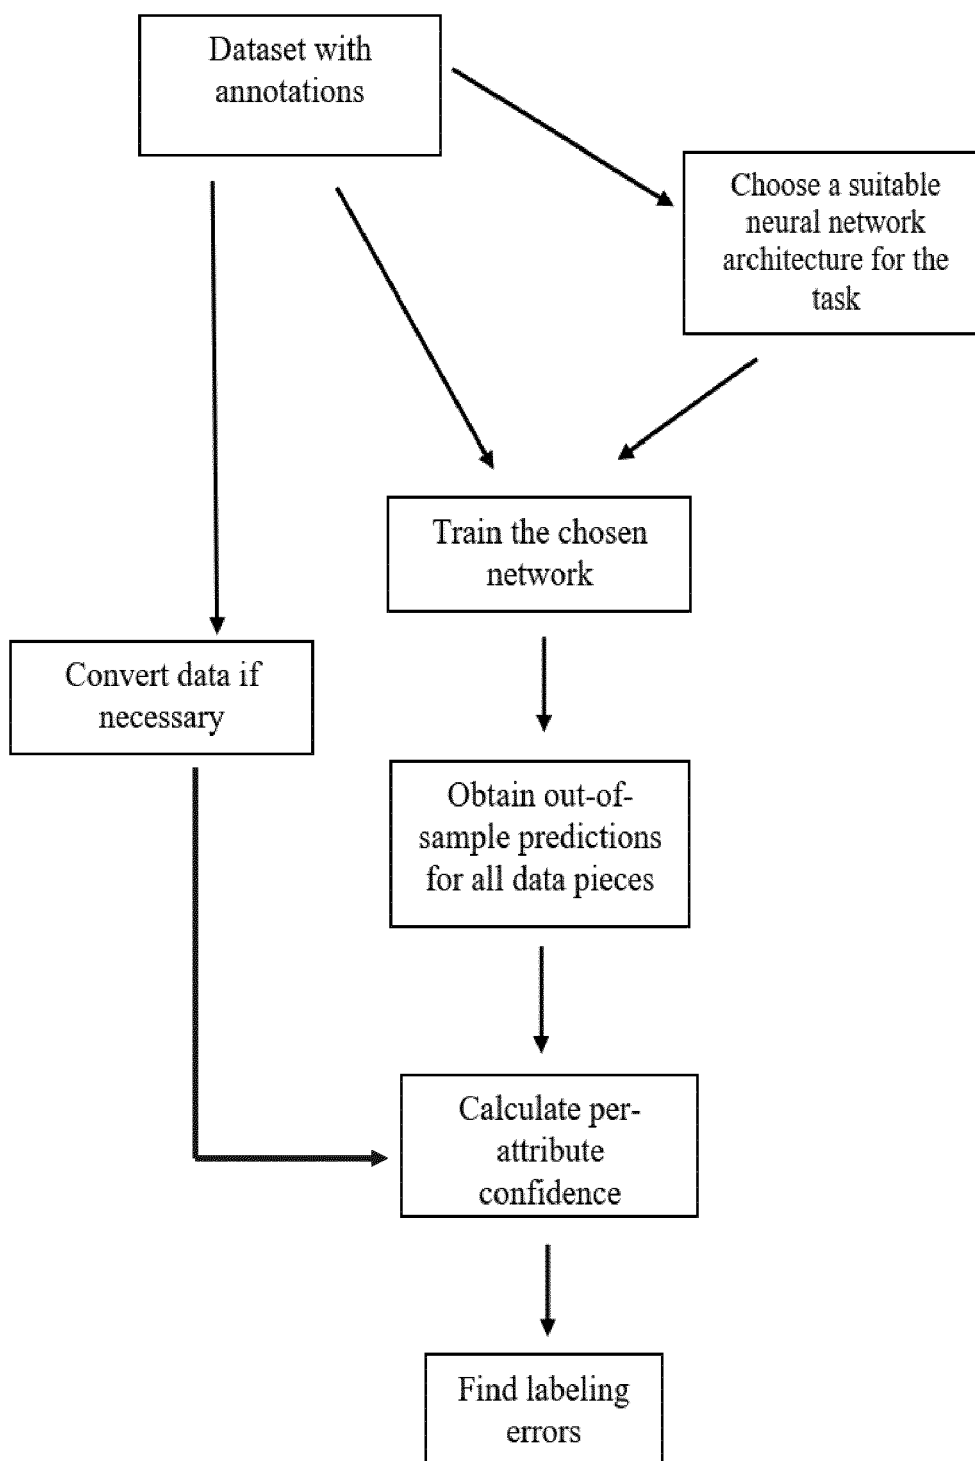 Dataset with
annotations
Choose a suitable
neural network
architecture for the
task
Train the chosen
network
Convert data if
necessary
Obtain out-of-
sample predictions
for all data pieces
Calculate per-
attribute
confidence
Find labeling
errors